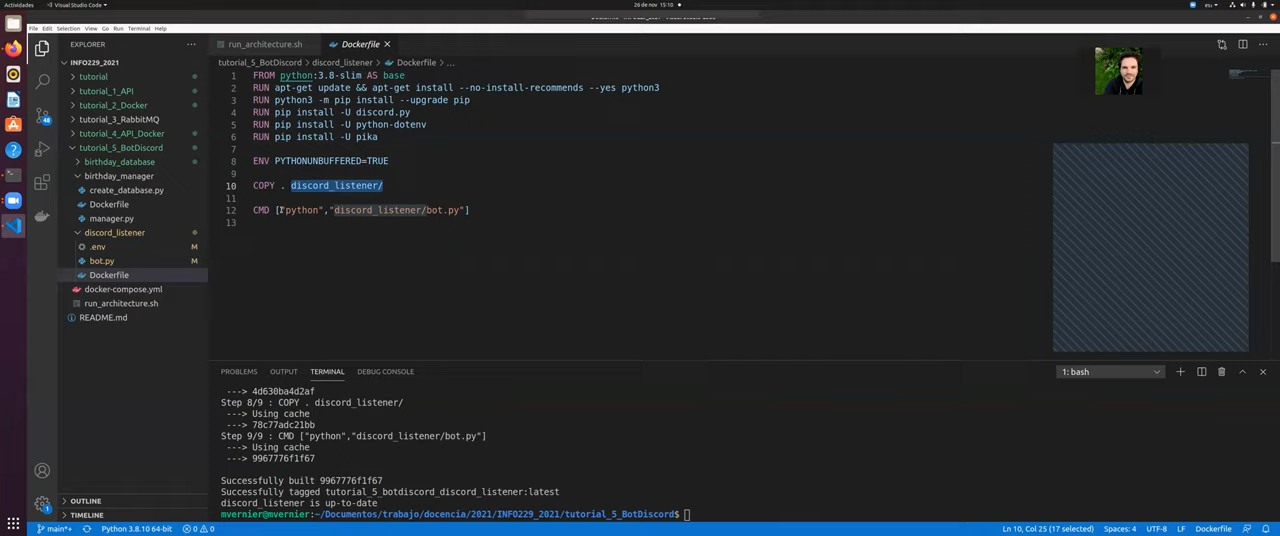 Actividades
Visual Studio Code
26 de nov 15:10
es
File Edit Selection View Go Run Terminal Help
EXPLORER
run_architecture.sh
Dockerfile
INFO229_2021
tutorial_5_BotDiscord > discord_listener > Dockerfile > ...
tutorial
tutorial_1_API
tutorial_2_Docker
tutorial_3_RabbitMQ
tutorial_4_API_Docker
tutorial_5_BotDiscord
birthday_database
birthday_manager
create_database.py
Dockerfile
manager.py
discord_listener
.env M
bot.py M
Dockerfile
docker-compose.yml
run_architecture.sh
README.md
48
1 FROM python:3.8-slim AS base
2 RUN apt-get update && apt-get install --no-install-recommends --yes python3
3 RUN python3 -m pip install --upgrade pip
4 RUN pip install -U discord.py
5 RUN pip install -U python-dotenv
6 RUN pip install -U pika
7
8 ENV PYTHONUNBUFFERED=TRUE
9
10 COPY . discord_listener/
11
12 CMD ["python","discord_listener/bot.py"]
13
PROBLEMS OUTPUT TERMINAL DEBUG CONSOLE
1: bash
---> 4d630ba4d2af
Step 8/9 : COPY . discord_listener/
---> Using cache
---> 78c77adc21bb
Step 9/9 : CMD ["python","discord_listener/bot.py"]
---> Using cache
---> 9967776f1f67
Successfully built 9967776f1f67
Successfully tagged tutorial_5_botdiscord_discord_listener:latest
discord_listener is up-to-date
mvernier@mvernier:~/Documentos/trabajo/docencia/2021/INFO229_2021/tutorial_5_BotDiscord$
OUTLINE
TIMELINE
1
main*+
Python 3.8.10 64-bit
0 0
Ln 10, Col 25 (17 selected)
Spaces: 4
UTF-8
LF
Dockerfile